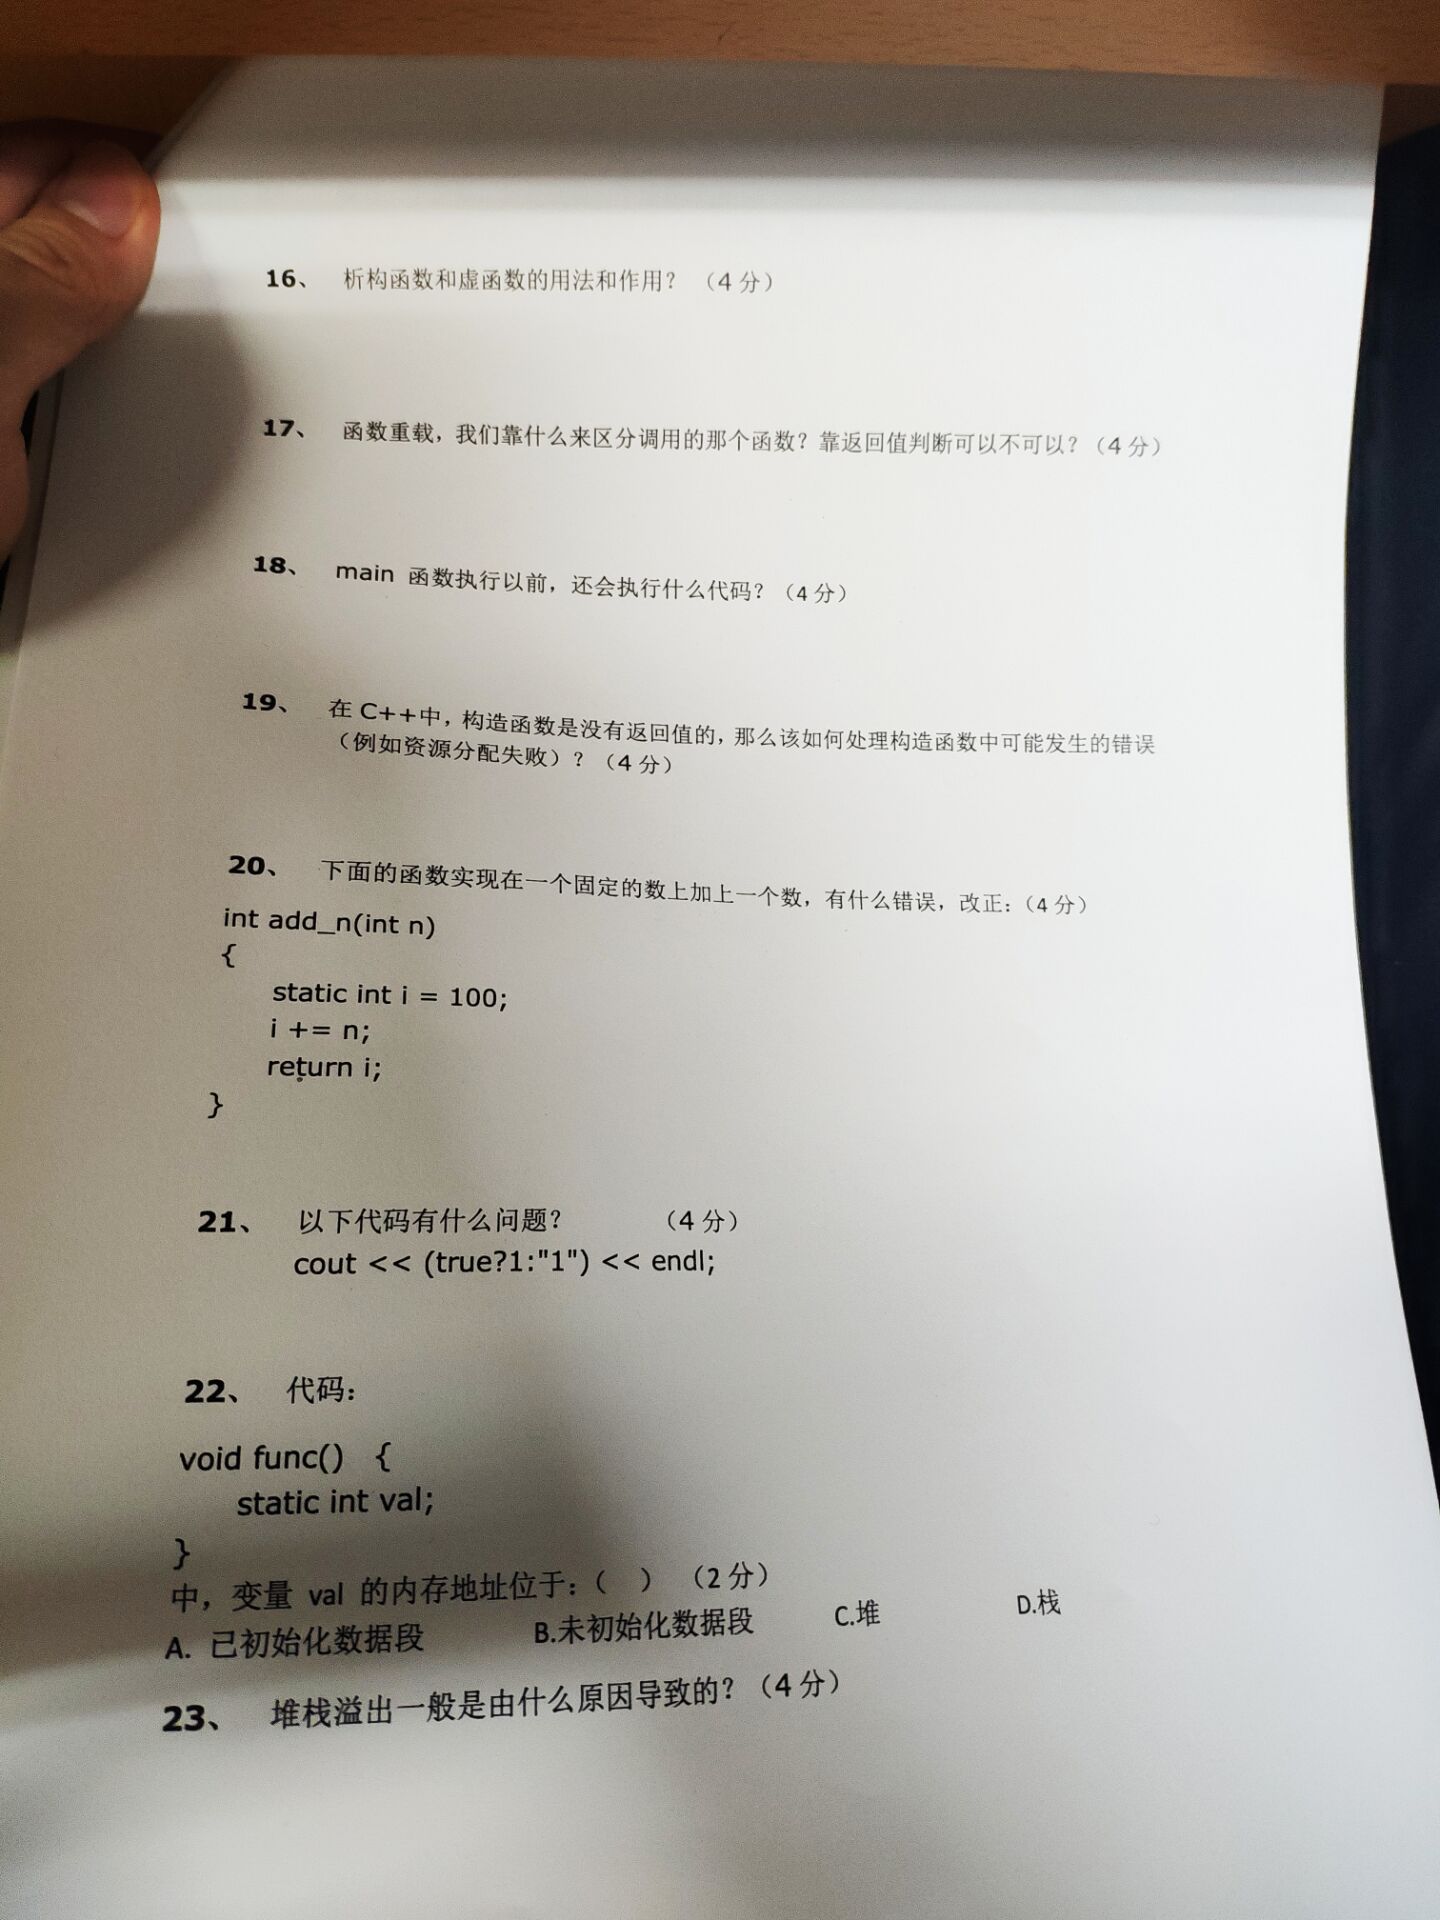 16、 析构函数和虚函数的用法和作用？（4 分）
17、 函数重载，我们靠什么来区分调用的那个函数？靠返回值判断可以不可以？（4 分）
18、 main 函数执行以前，还会执行什么代码？（4 分）
19、 在 C++中，构造函数是没有返回值的，那么该如何处理构造函数中可能发生的错误
（例如资源分配失败）？（4 分）
20、 下面的函数实现在一个固定的数上加上一个数，有什么错误，改正：（4 分）
int add_n(int n)
{
static int i = 100;
i += n;
return i;
}
21、 以下代码有什么问题？ （4 分）
cout << (true?1:"1") << endl;
22、 代码：
void func() {
static int val;
}
中，变量 val 的内存地址位于：（ ）（2 分）
A. 已初始化数据段 B.未初始化数据段 C.堆 D.栈
23、 堆栈溢出一般是由什么原因导致的？（4 分）